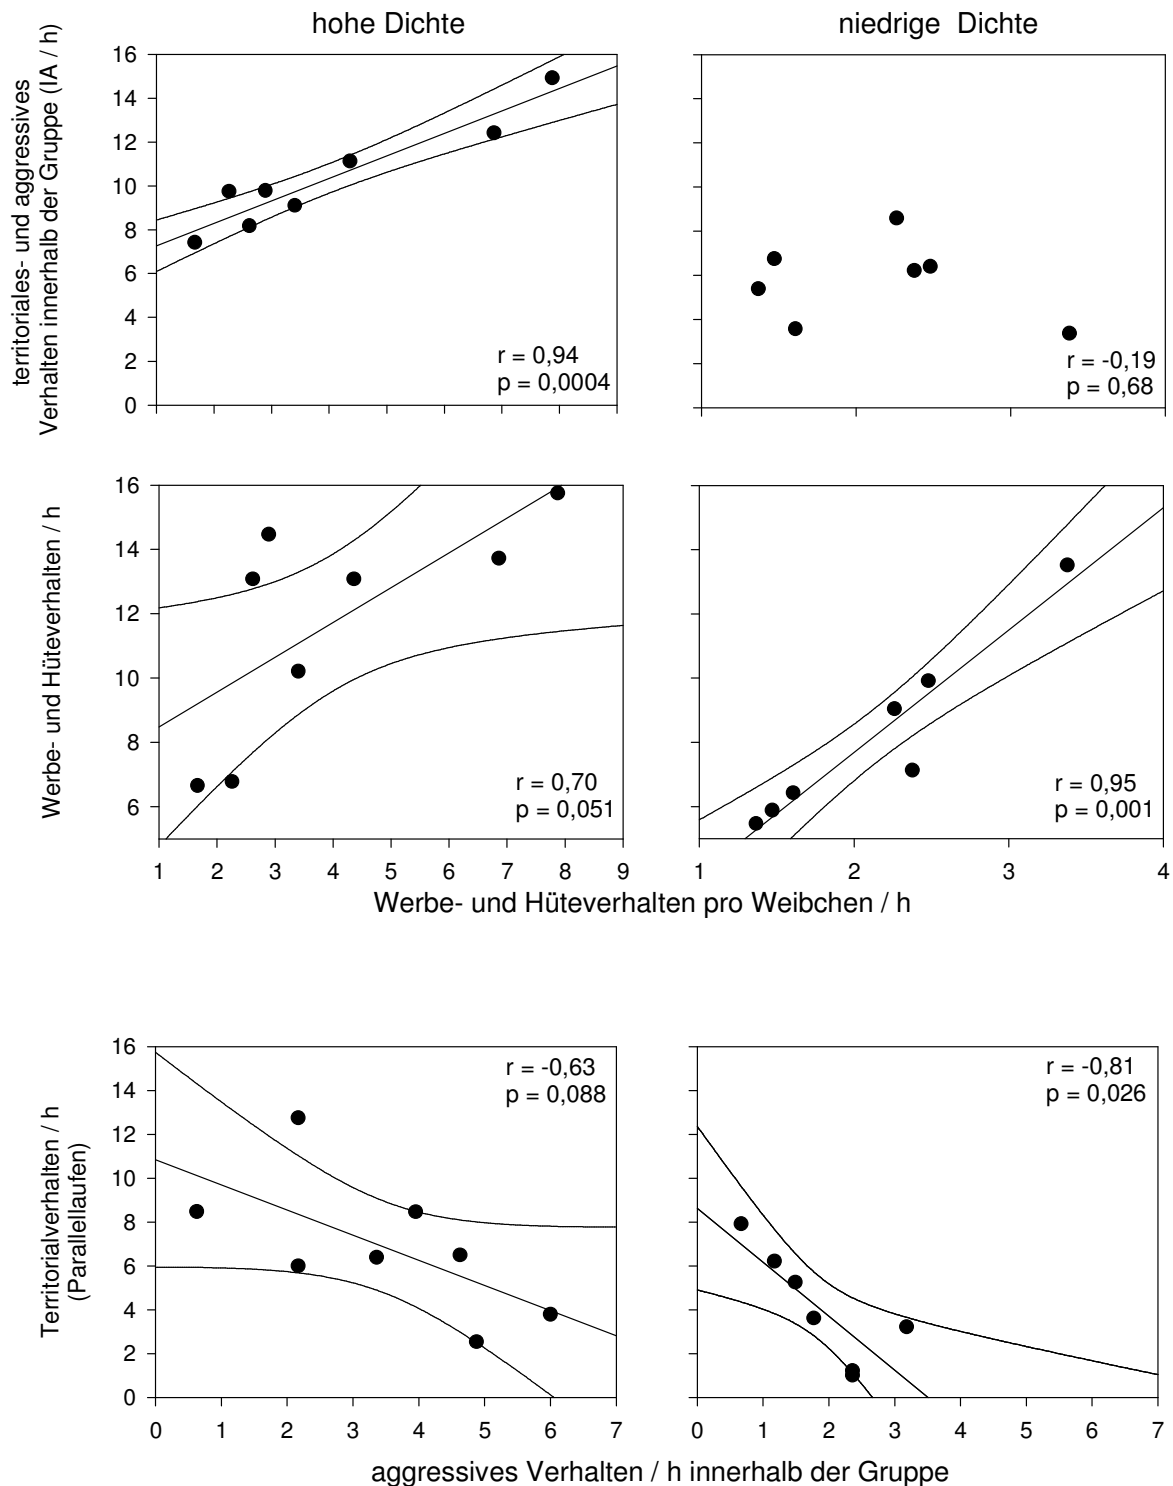 hohe Dichte
niedrige Dichte
territoriales- und aggressives
Verhalten innerhalb der Gruppe (IA / h)
16
14
12
10
8
6
4
2
0
r = 0,94
p = 0,0004
r = -0,19
p = 0,68
Werbe- und Hüteverhalten / h
16
14
12
10
8
6
r = 0,70
p = 0,051
r = 0,95
p = 0,001
1 2 3 4 5 6 7 8 9
1 2 3 4
Werbe- und Hüteverhalten pro Weibchen / h
Territorialverhalten / h
(Parallellaufen)
16
14
12
10
8
6
4
2
0
r = -0,63
p = 0,088
r = -0,81
p = 0,026
0 1 2 3 4 5 6 7
0 1 2 3 4 5 6 7
aggressives Verhalten / h innerhalb der Gruppe